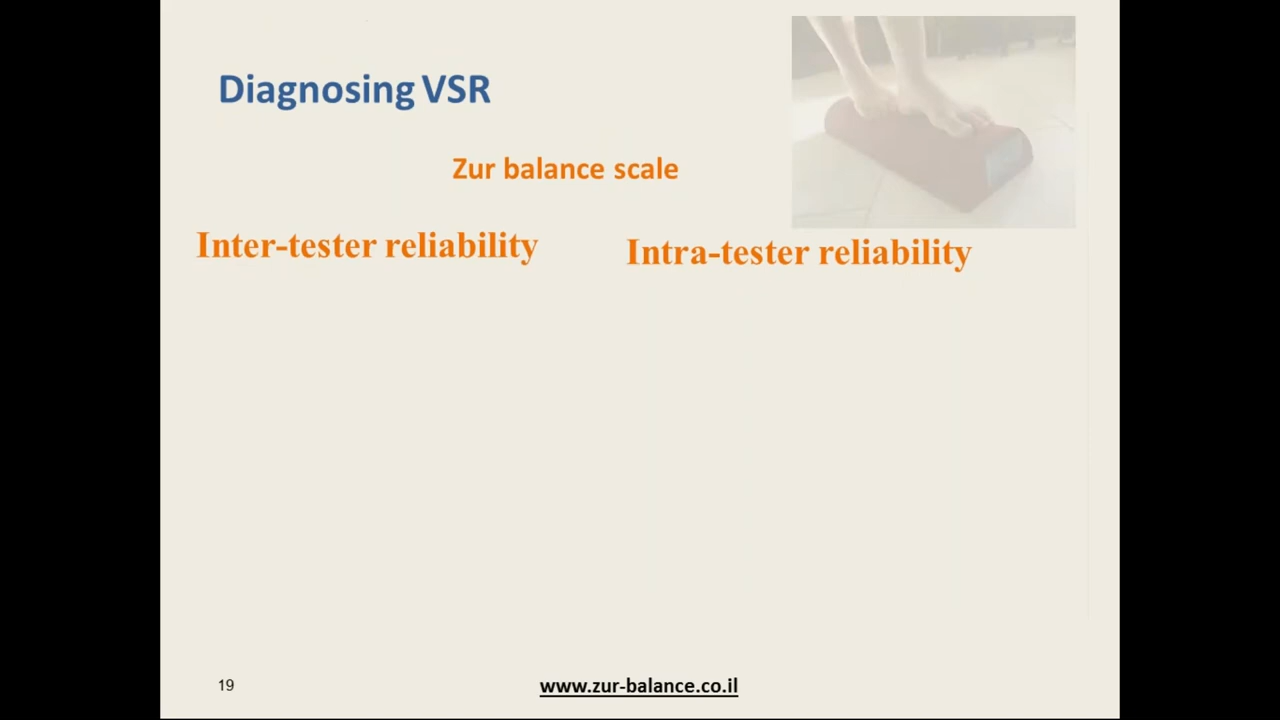 Diagnosing VSR
Zur balance scale
Inter-tester reliability
Intra-tester reliability
19
www.zur-balance.co.il